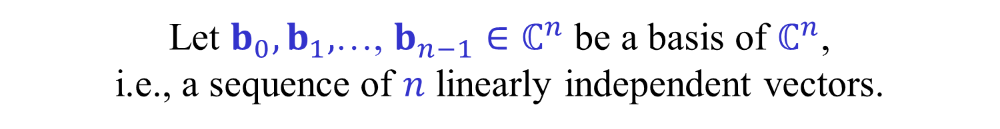 Let 𝐛₀, 𝐛₁,…, 𝐛ₙ₋₁ ∈ ℂⁿ be a basis of ℂⁿ,
i.e., a sequence of 𝑛 linearly independent vectors.